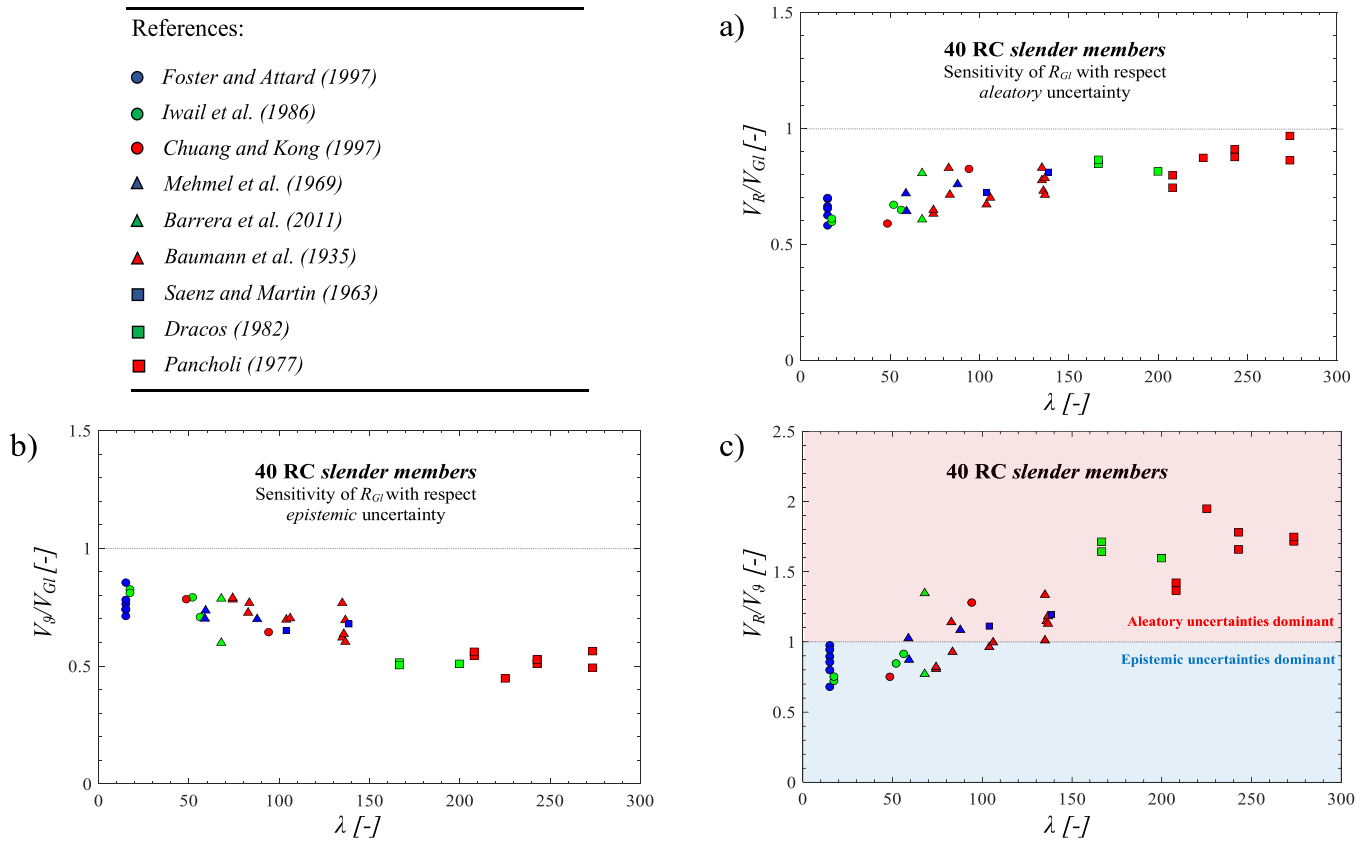 References:
Foster and Attard (1997)
Iwail et al. (1986)
Chuang and Kong (1997)
Mehmel et al. (1969)
Barrera et al. (2011)
Baumann et al. (1935)
Saenz and Martin (1963)
Dracos (1982)
Pancholi (1977)
a)
40 RC slender members
Sensitivity of R_Gl with respect
aleatory uncertainty
V_R/V_Gl [-]
1.5
1
0.5
0
0 50 100 150 200 250 300
λ [-]
b)
40 RC slender members
Sensitivity of R_Gl with respect
epistemic uncertainty
V_ϑ/V_Gl [-]
1.5
1
0.5
0
0 50 100 150 200 250 300
λ [-]
c)
40 RC slender members
Aleatory uncertainties dominant
Epistemic uncertainties dominant
V_R/V_ϑ [-]
2.5
2
1.5
1
0.5
0
0 50 100 150 200 250 300
λ [-]